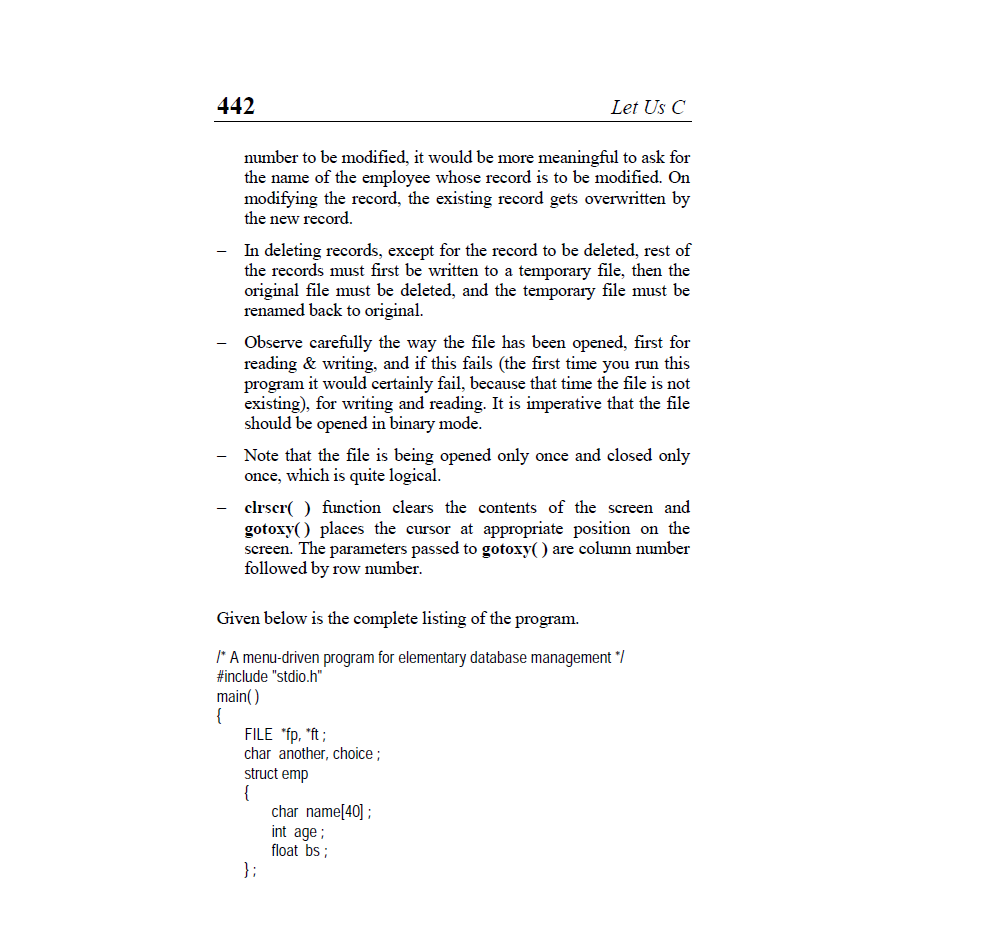 442 Let Us C
number to be modified, it would be more meaningful to ask for
the name of the employee whose record is to be modified. On
modifying the record, the existing record gets overwritten by
the new record.
− In deleting records, except for the record to be deleted, rest of
the records must first be written to a temporary file, then the
original file must be deleted, and the temporary file must be
renamed back to original.
− Observe carefully the way the file has been opened, first for
reading & writing, and if this fails (the first time you run this
program it would certainly fail, because that time the file is not
existing), for writing and reading. It is imperative that the file
should be opened in binary mode.
− Note that the file is being opened only once and closed only
once, which is quite logical.
− clrscr( ) function clears the contents of the screen and
gotoxy( ) places the cursor at appropriate position on the
screen. The parameters passed to gotoxy( ) are column number
followed by row number.
Given below is the complete listing of the program.
/* A menu-driven program for elementary database management */
#include "stdio.h"
main( )
{
FILE *fp, *ft ;
char another, choice ;
struct emp
{
char name[40] ;
int age ;
float bs ;
} ;